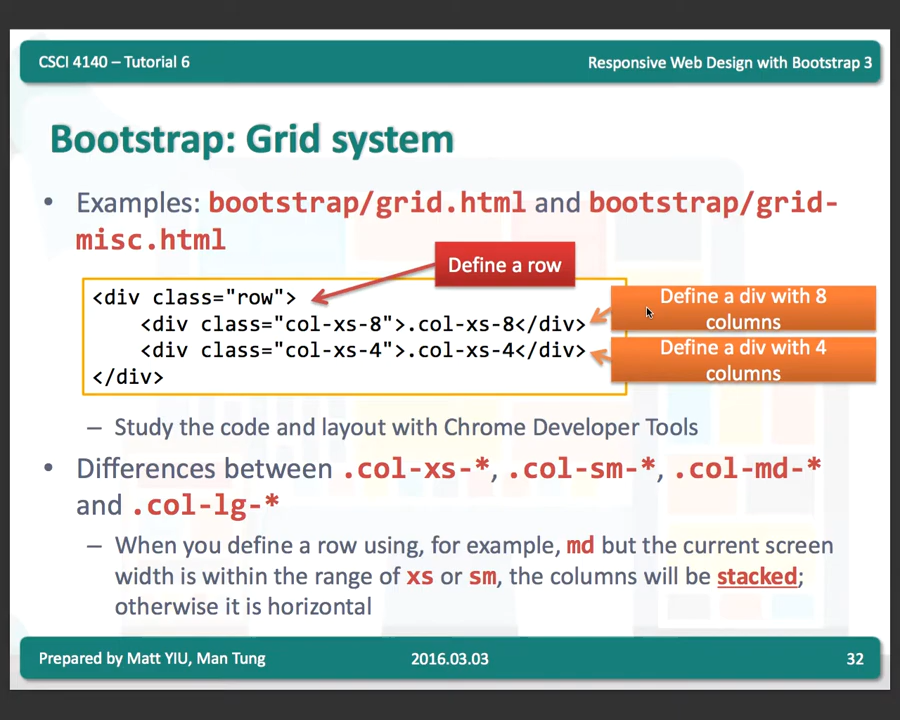 CSCI 4140 – Tutorial 6
Responsive Web Design with Bootstrap 3
Bootstrap: Grid system
• Examples: bootstrap/grid.html and bootstrap/grid-
misc.html
Define a row
<div class="row">
<div class="col-xs-8">.col-xs-8</div>
<div class="col-xs-4">.col-xs-4</div>
</div>
Define a div with 8
columns
Define a div with 4
columns
– Study the code and layout with Chrome Developer Tools
• Differences between .col-xs-*, .col-sm-*, .col-md-*
and .col-lg-*
– When you define a row using, for example, md but the current screen
width is within the range of xs or sm, the columns will be stacked;
otherwise it is horizontal
Prepared by Matt YIU, Man Tung
2016.03.03
32